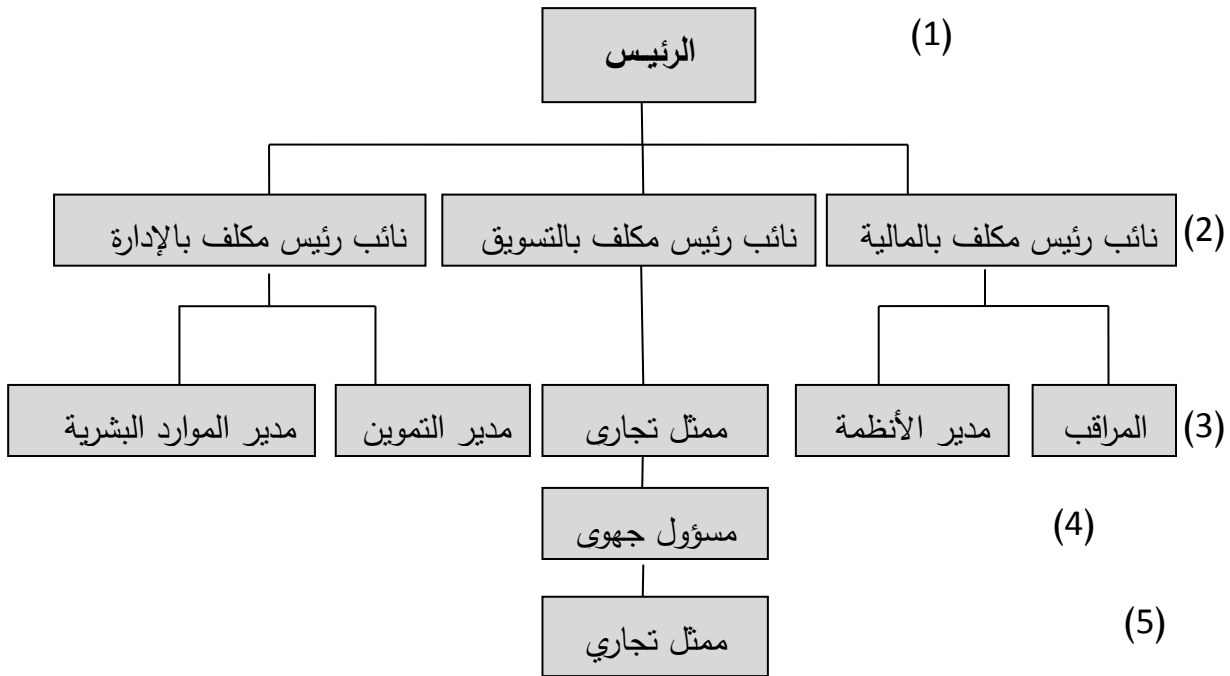 الرئيس
(1)
نائب رئيس مكلف بالمالية
نائب رئيس مكلف بالتسويق
نائب رئيس مكلف بالإدارة
(2)
المراقب
مدير الأنظمة
ممثل تجارى
مدير التموين
مدير الموارد البشرية
(3)
مسؤول جهوى
(4)
ممثل تجاري
(5)